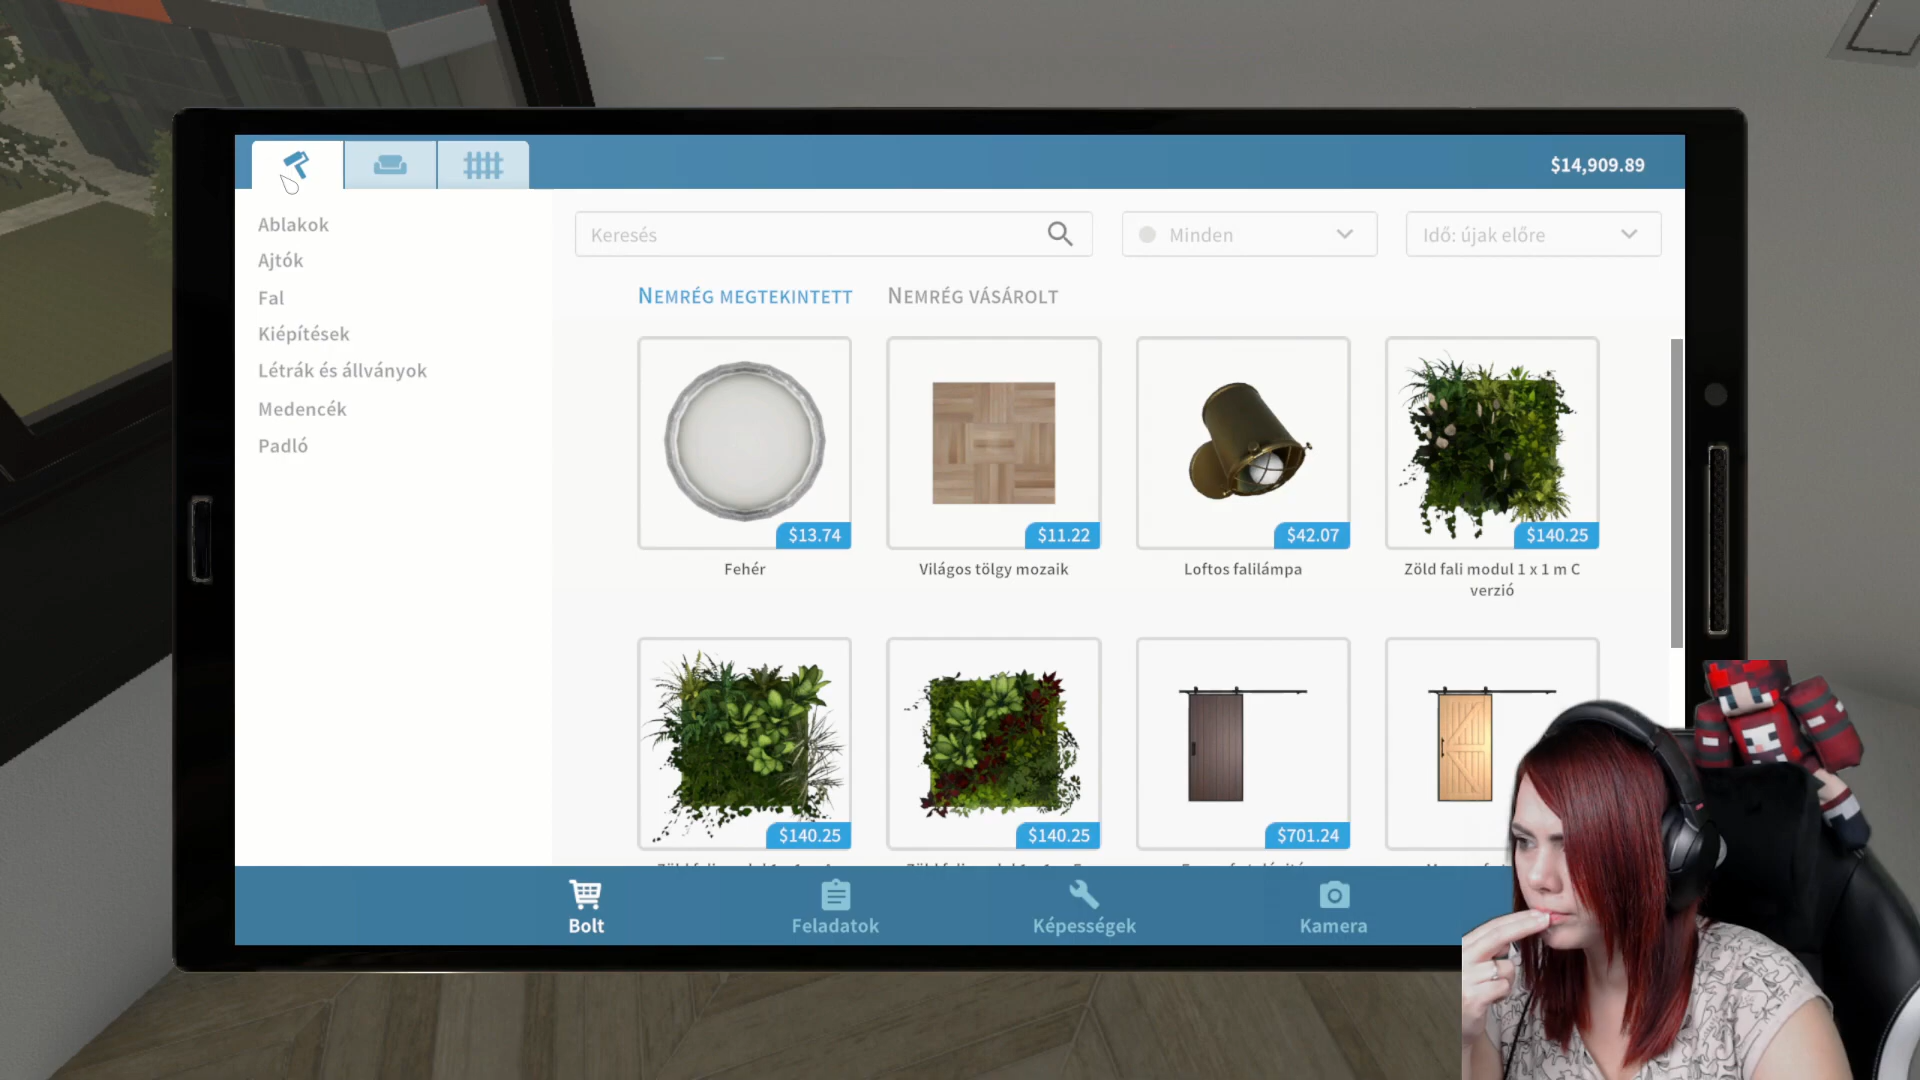 $14,909.89
Ablakok
Ajtók
Fal
Kiépítések
Létrák és állványok
Medencék
Padló
Keresés
Minden
Idő: újak előre
NEMRÉG MEGTEKINTETT
NEMRÉG VÁSÁROLT
$13.74
$11.22
$42.07
$140.25
Fehér
Világos tölgy mozaik
Loftos falilámpa
Zöld fali modul 1 x 1 m C
verzió
$140.25
$140.25
$701.24
Bolt
Feladatok
Képességek
Kamera